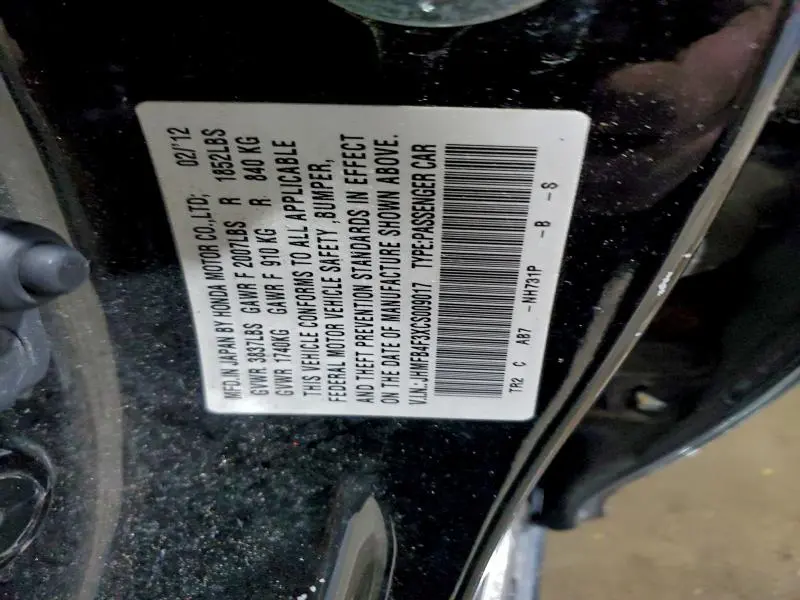 MFD.IN JAPAN BY HONDA MOTOR CO.,LTD; 02/'12
GVWR 3837LBS GAWR F 2007LBS R 1852LBS
GVWR 1740KG GAWR F 910 KG R 840 KG
THIS VEHICLE CONFORMS TO ALL APPLICABLE
FEDERAL MOTOR VEHICLE SAFETY ,BUMPER,
AND THEFT PREVENTION STANDARDS IN EFFECT
ON THE DATE OF MANUFACTURE SHOWN ABOVE.
V.I.N.:JHMFB4F3XCS009017 TYPE:PASSENGER CAR
TR2 C AB7 -NH731P -B -S